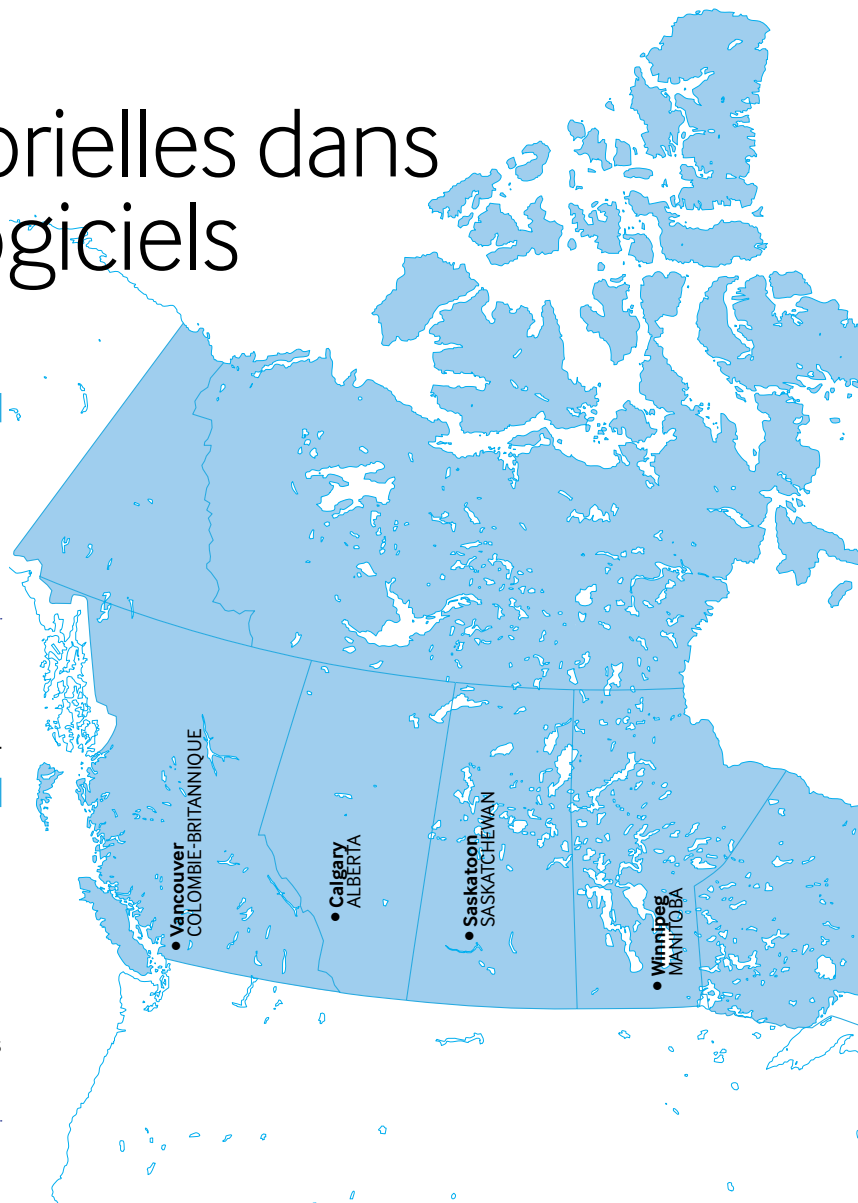 orielles dans
ogiciels
Vancouver
COLOMBIE-BRITANNIQUE
Calgary
ALBERTA
Saskatoon
SASKATCHEWAN
Winnipeg
MANITOBA